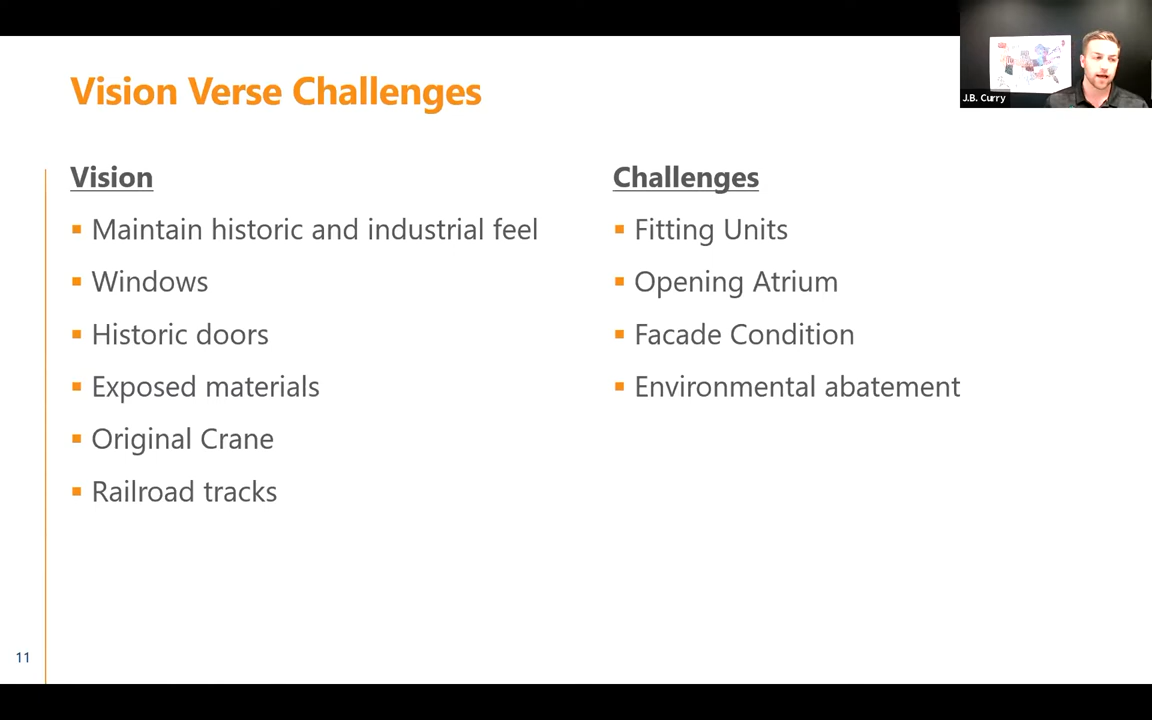 Vision Verse Challenges
J.B. Curry
Vision
Maintain historic and industrial feel
Windows
Historic doors
Exposed materials
Original Crane
Railroad tracks
Challenges
Fitting Units
Opening Atrium
Facade Condition
Environmental abatement
11